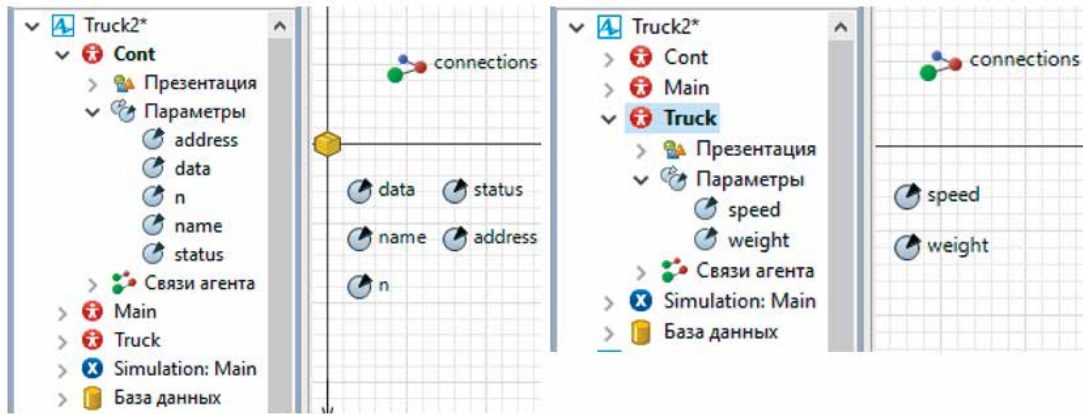 Truck2*
Cont
Презентация
Параметры
address
data
n
name
status
Связи агента
Main
Truck
Simulation: Main
База данных
connections
data status
name address
n
Truck2*
Cont
Main
Truck
Презентация
Параметры
speed
weight
Связи агента
Simulation: Main
База данных
connections
speed
weight